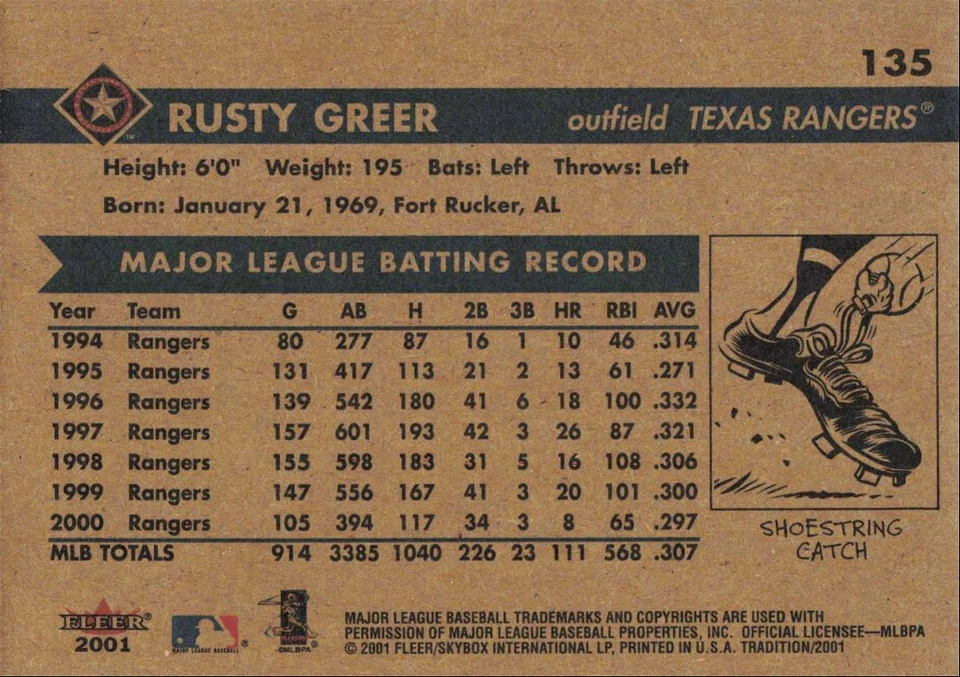 135
RUSTY GREER outfield TEXAS RANGERS®
Height: 6'0" Weight: 195 Bats: Left Throws: Left
Born: January 21, 1969, Fort Rucker, AL
MAJOR LEAGUE BATTING RECORD
Year Team G AB H 2B 3B HR RBI AVG
1994 Rangers 80 277 87 16 1 10 46 .314
1995 Rangers 131 417 113 21 2 13 61 .271
1996 Rangers 139 542 180 41 6 18 100 .332
1997 Rangers 157 601 193 42 3 26 87 .321
1998 Rangers 155 598 183 31 5 16 108 .306
1999 Rangers 147 556 167 41 3 20 101 .300
2000 Rangers 105 394 117 34 3 8 65 .297
MLB TOTALS 914 3385 1040 226 23 111 568 .307
SHOESTRING
CATCH
FLEER®
2001
MAJOR LEAGUE BASEBALL®
PLAYERS
©MLBPA
MAJOR LEAGUE BASEBALL TRADEMARKS AND COPYRIGHTS ARE USED WITH
PERMISSION OF MAJOR LEAGUE BASEBALL PROPERTIES, INC. OFFICIAL LICENSEE—MLBPA
© 2001 FLEER/SKYBOX INTERNATIONAL LP, PRINTED IN U.S.A. TRADITION/2001